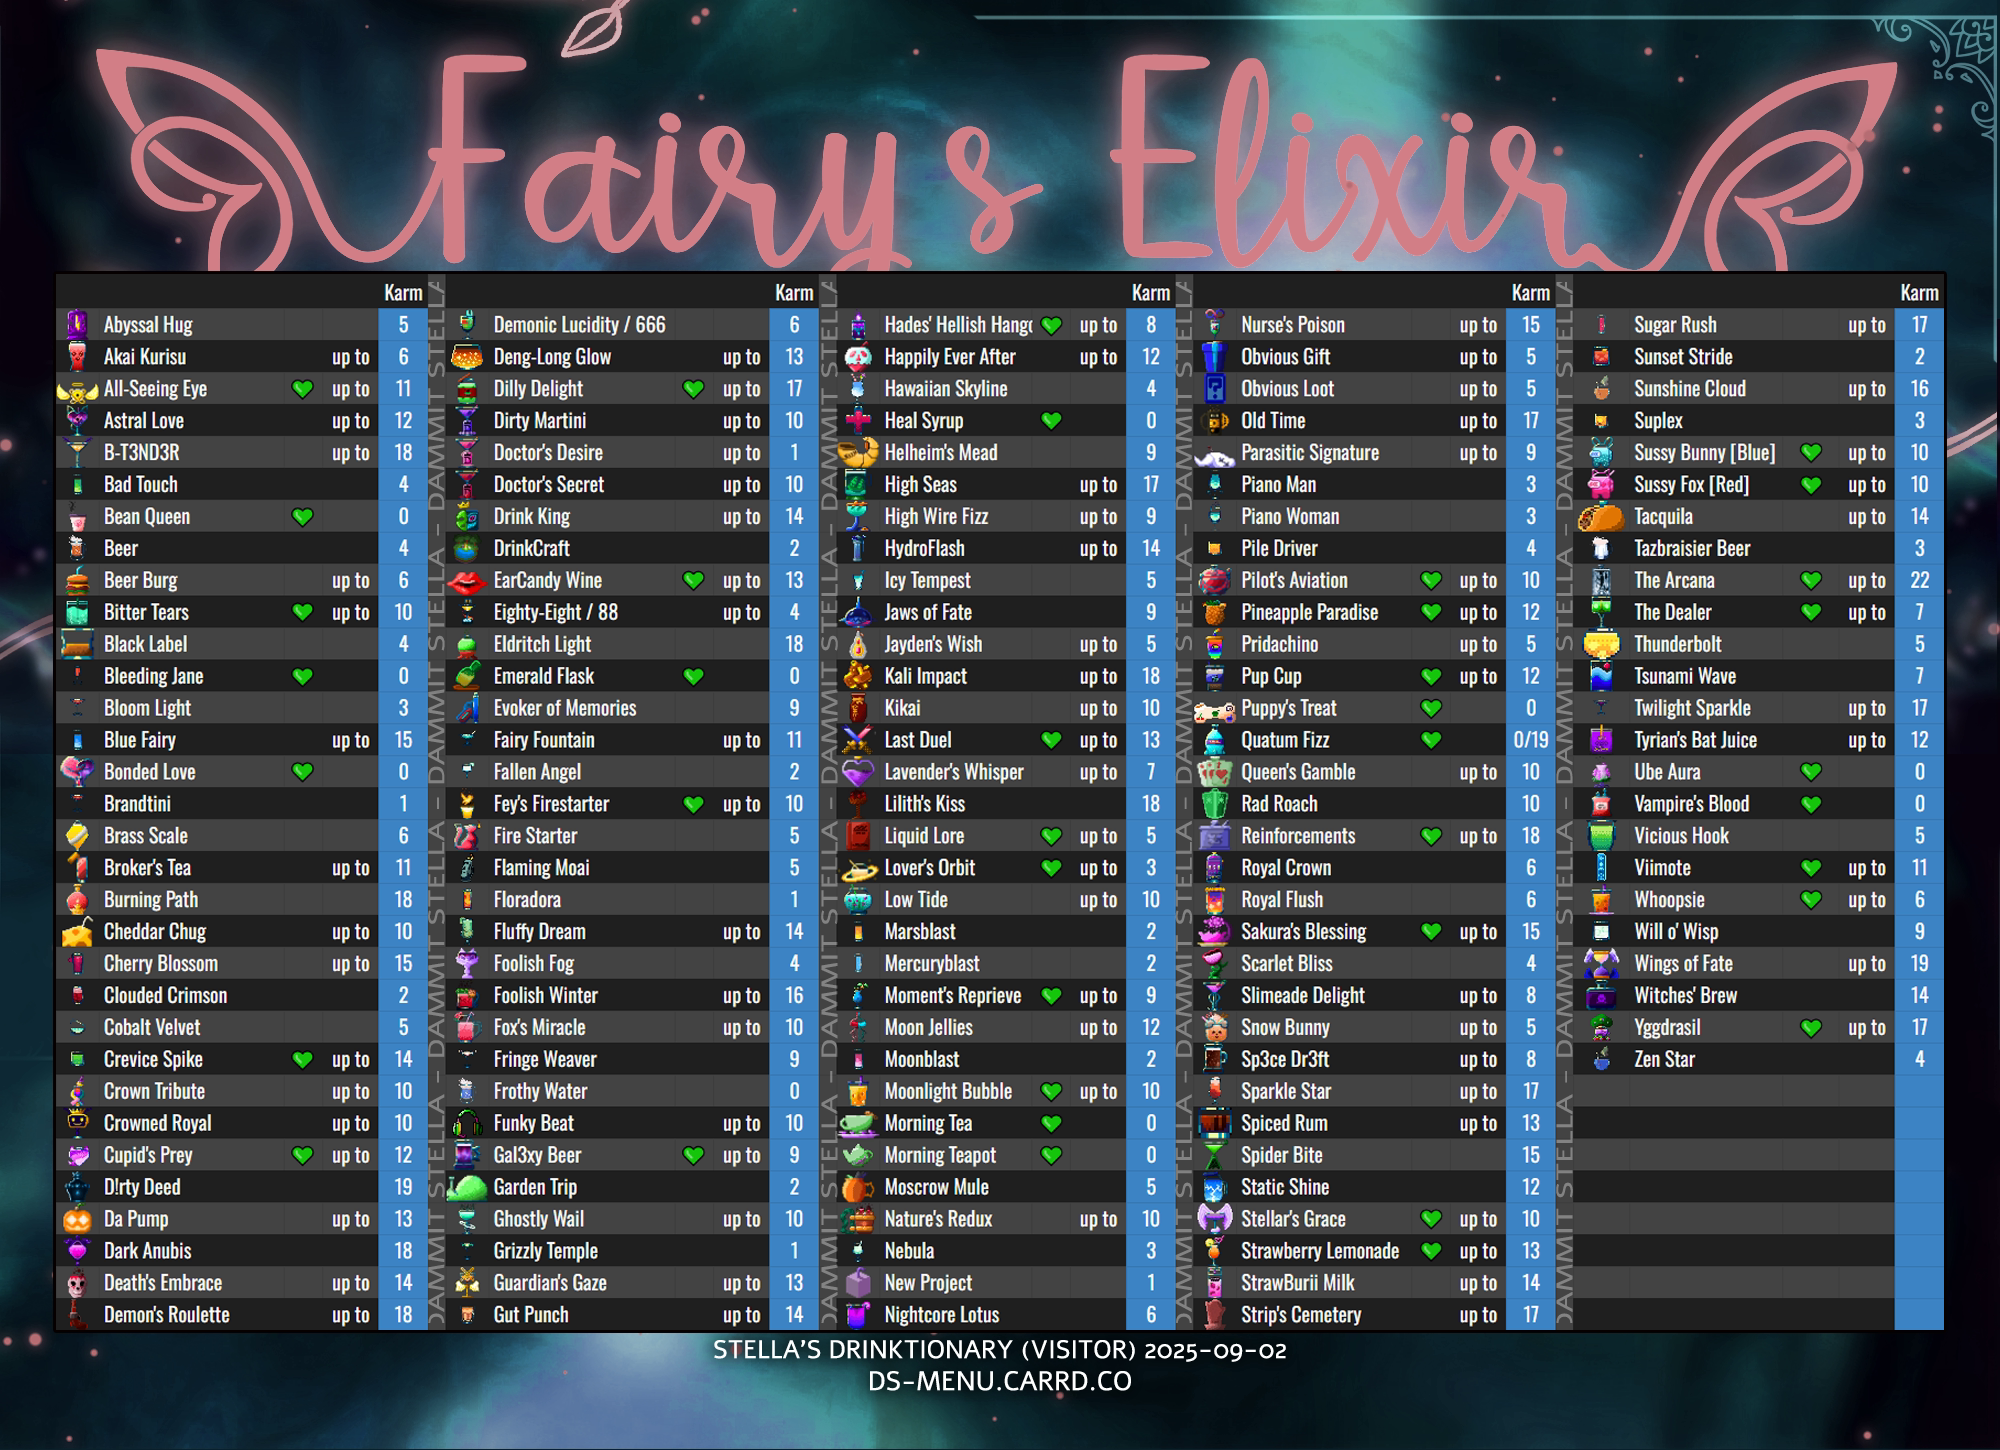 Fairy's Elixir
Karm
Abyssal Hug 5
Akai Kurisu up to 6
All-Seeing Eye up to 11
Astral Love up to 12
B-T3ND3R up to 18
Bad Touch 4
Bean Queen 0
Beer 4
Beer Burg up to 6
Bitter Tears up to 10
Black Label 4
Bleeding Jane 0
Bloom Light 3
Blue Fairy up to 15
Bonded Love 0
Brandtini 1
Brass Scale 6
Broker's Tea up to 11
Burning Path 18
Cheddar Chug up to 10
Cherry Blossom up to 15
Clouded Crimson 2
Cobalt Velvet 5
Crevice Spike up to 14
Crown Tribute up to 10
Crowned Royal up to 10
Cupid's Prey up to 12
D!rty Deed 19
Da Pump up to 13
Dark Anubis 18
Death's Embrace up to 14
Demon's Roulette up to 18
STELLA - DAMMIT STELLA - DAMMIT STELLA - DAMMIT STELLA
Karm
Demonic Lucidity / 666 6
Deng-Long Glow up to 13
Dilly Delight up to 17
Dirty Martini up to 10
Doctor's Desire up to 1
Doctor's Secret up to 10
Drink King up to 14
DrinkCraft 2
EarCandy Wine up to 13
Eighty-Eight / 88 up to 4
Eldritch Light 18
Emerald Flask 0
Evoker of Memories 9
Fairy Fountain up to 11
Fallen Angel 2
Fey's Firestarter up to 10
Fire Starter 5
Flaming Moai 5
Floradora 1
Fluffy Dream up to 14
Foolish Fog 4
Foolish Winter up to 16
Fox's Miracle up to 10
Fringe Weaver 9
Frothy Water 0
Funky Beat up to 10
Gal3xy Beer up to 9
Garden Trip 2
Ghostly Wail up to 10
Grizzly Temple 1
Guardian's Gaze up to 13
Gut Punch up to 14
STELLA - DAMMIT STELLA - DAMMIT STELLA - DAMMIT STELLA
Karm
Hades' Hellish Hang up to 8
Happily Ever After up to 12
Hawaiian Skyline 4
Heal Syrup 0
Helheim's Mead 9
High Seas up to 17
High Wire Fizz up to 9
HydroFlash up to 14
Icy Tempest 5
Jaws of Fate 9
Jayden's Wish up to 5
Kali Impact up to 18
Kikai up to 10
Last Duel up to 13
Lavender's Whisper up to 7
Lilith's Kiss 18
Liquid Lore up to 5
Lover's Orbit up to 3
Low Tide up to 10
Marsblast 2
Mercuryblast 2
Moment's Reprieve up to 9
Moon Jellies up to 12
Moonblast 2
Moonlight Bubble up to 10
Morning Tea 0
Morning Teapot 0
Moscrow Mule 5
Nature's Redux up to 10
Nebula 3
New Project 1
Nightcore Lotus 6
STELLA - DAMMIT STELLA - DAMMIT STELLA - DAMMIT STELLA
Karm
Nurse's Poison up to 15
Obvious Gift up to 5
Obvious Loot up to 5
Old Time up to 17
Parasitic Signature up to 9
Piano Man 3
Piano Woman 3
Pile Driver 4
Pilot's Aviation up to 10
Pineapple Paradise up to 12
Pridachino up to 5
Pup Cup up to 12
Puppy's Treat 0
Quatum Fizz 0/19
Queen's Gamble up to 10
Rad Roach 10
Reinforcements up to 18
Royal Crown 6
Royal Flush 6
Sakura's Blessing up to 15
Scarlet Bliss 4
Slimeade Delight up to 8
Snow Bunny up to 5
Sp3ce Dr3ft up to 8
Sparkle Star up to 17
Spiced Rum up to 13
Spider Bite 15
Static Shine 12
Stellar's Grace up to 10
Strawberry Lemonade up to 13
StrawBurii Milk up to 14
Strip's Cemetery up to 17
STELLA - DAMMIT STELLA - DAMMIT STELLA - DAMMIT STELLA
Karm
Sugar Rush up to 17
Sunset Stride 2
Sunshine Cloud up to 16
Suplex 3
Sussy Bunny [Blue] up to 10
Sussy Fox [Red] up to 10
Tacquila up to 14
Tazbraisier Beer 3
The Arcana up to 22
The Dealer up to 7
Thunderbolt 5
Tsunami Wave 7
Twilight Sparkle up to 17
Tyrian's Bat Juice up to 12
Ube Aura 0
Vampire's Blood 0
Vicious Hook 5
Viimote up to 11
Whoopsie up to 6
Will o' Wisp 9
Wings of Fate up to 19
Witches' Brew 14
Yggdrasil up to 17
Zen Star 4
STELLA'S DRINKTIONARY (VISITOR) 2025-09-02
DS-MENU.CARRD.CO